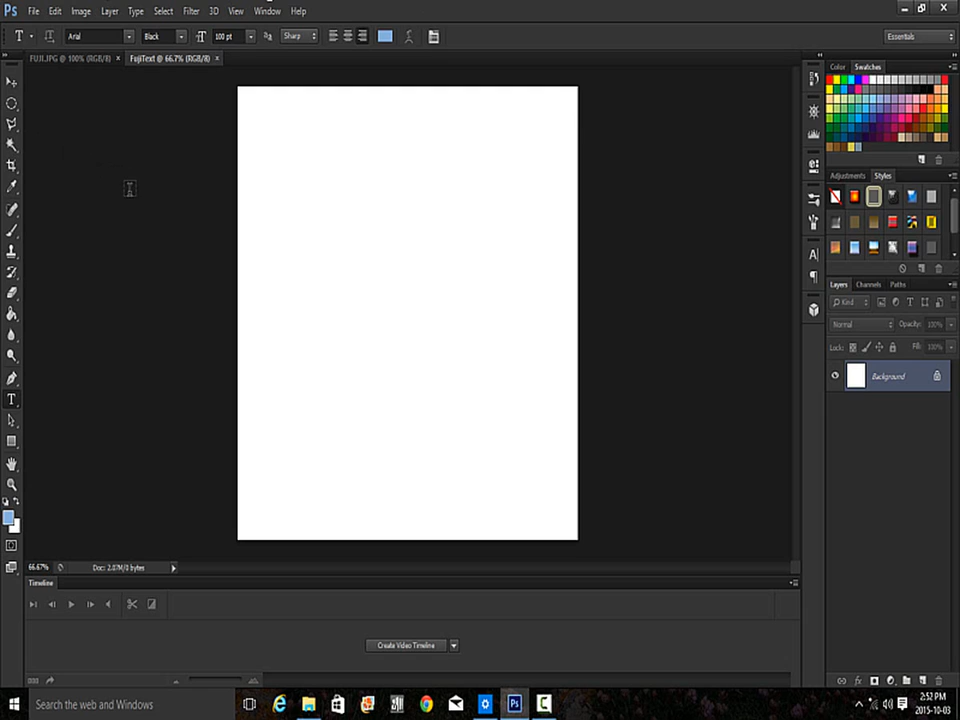 Ps File Edit Image Layer Type Select Filter 3D View Window Help
T Arial Black 100 pt Sharp Essentials
FUJI.JPG @ 100% (RGB/8) × FujiText @ 66.7% (RGB/8) ×
Color Swatches
Adjustments Styles
Layers Channels Paths
Kind
Normal Opacity: 100%
Lock: Fill: 100%
Background
66.67% Doc: 2.07M/0 bytes
Timeline
Create Video Timeline
Search the web and Windows
2:52 PM
2015-10-03